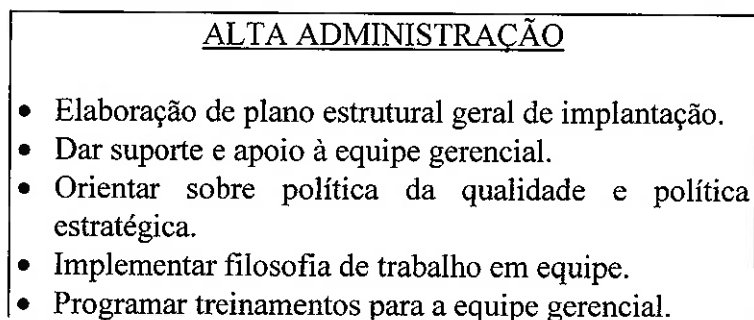 ALTA ADMINISTRAÇÃO
• Elaboração de plano estrutural geral de implantação.
• Dar suporte e apoio à equipe gerencial.
• Orientar sobre política da qualidade e política
estratégica.
• Implementar filosofia de trabalho em equipe.
• Programar treinamentos para a equipe gerencial.